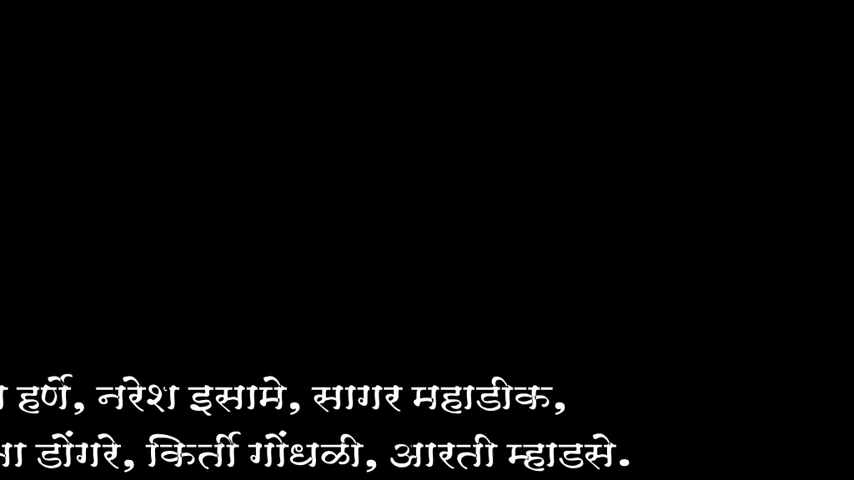 हर्णे, नरेश इसामे, सागर महाडीक,
डोंगरे, किर्ती गोंधळी, आरती म्हाडसे.